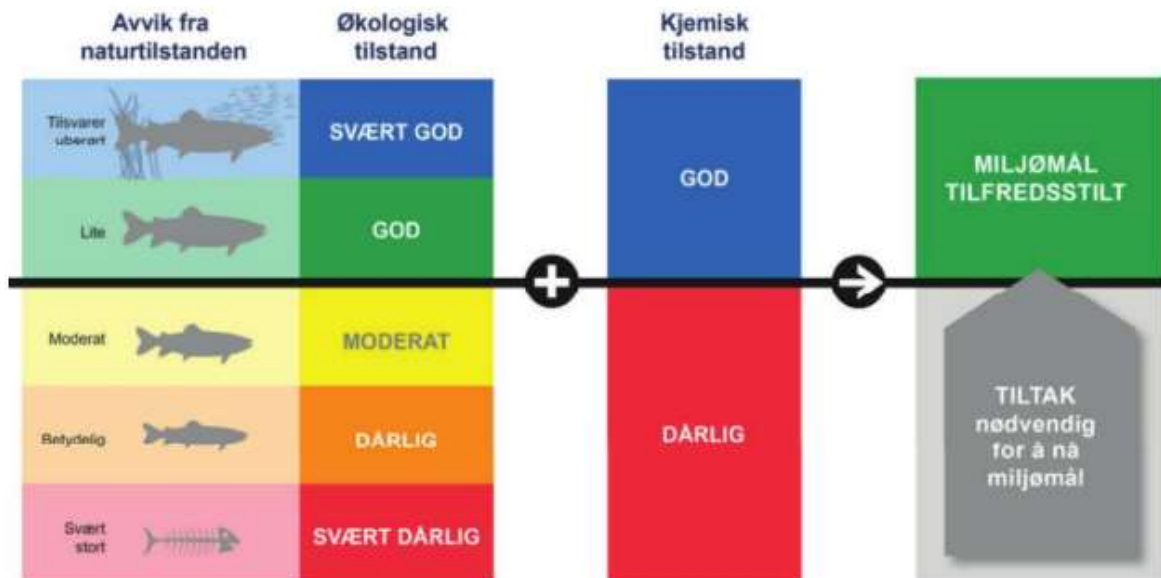 Avvik fra
naturtilstanden
Økologisk
tilstand
Kjemisk
tilstand
Tilsvarer
uberørt
SVÆRT GOD
Lite
GOD
Moderat
MODERAT
Betydelig
DÅRLIG
Svært
stort
SVÆRT DÅRLIG
GOD
DÅRLIG
MILJØMÅL
TILFREDSSTILT
TILTAK
nødvendig
for å nå
miljømål